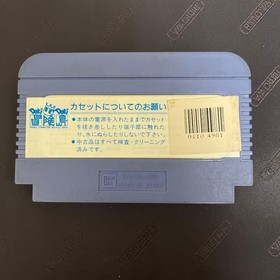 冒険島
カセットについてのお願い
●本体の電源を入れたままでカセット
を抜き差ししたり端子部に触れた
り、水にぬらしたりしないで下さい。
●中古品はすべて検査・クリーニング
済みです。
0110 4981